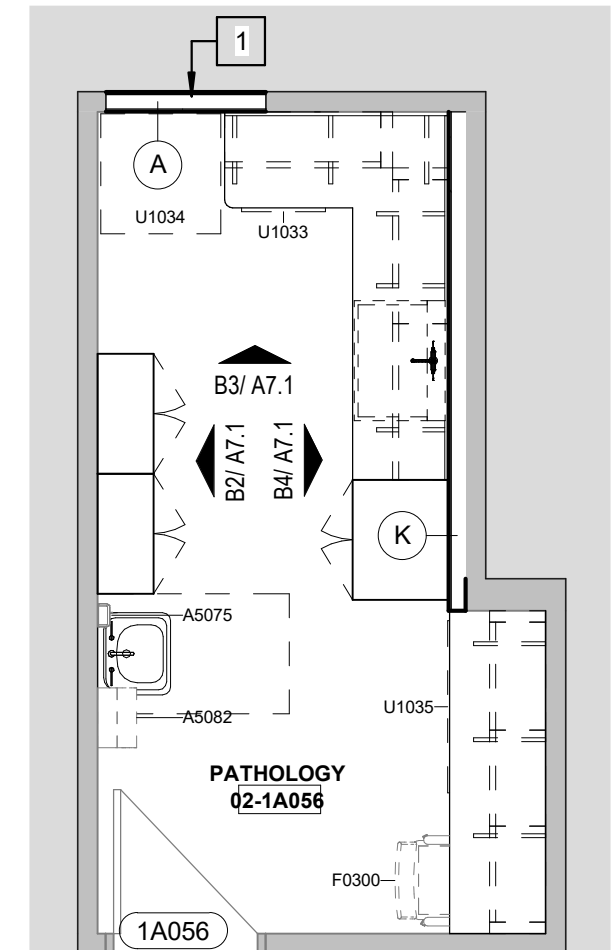 1
A
U1034
U1033
B3/ A7.1
B2/ A7.1
B4/ A7.1
K
A5075
A5082
U1035
PATHOLOGY
02-1A056
F0300
1A056